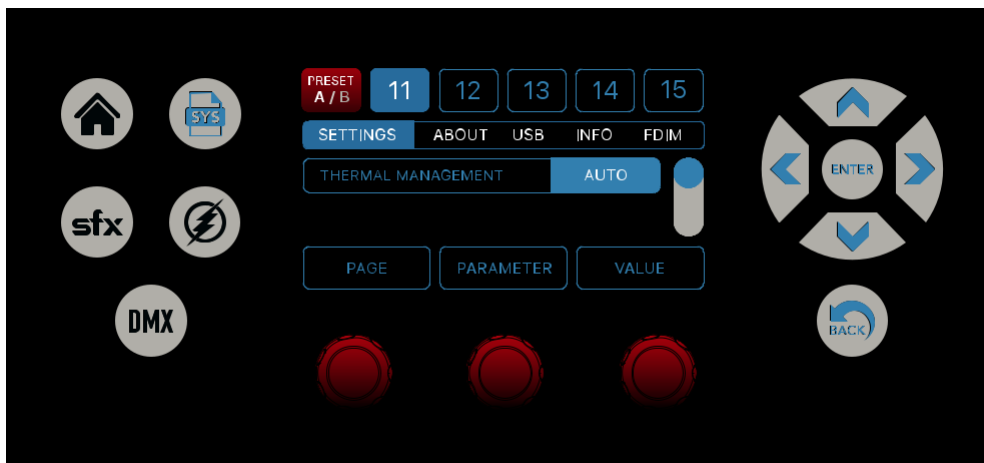 PRESET
A / B
11
12
13
14
15
SYS
SETTINGS
ABOUT
USB
INFO
FDIM
THERMAL MANAGEMENT
AUTO
ENTER
sfx
PAGE
PARAMETER
VALUE
DMX
BACK